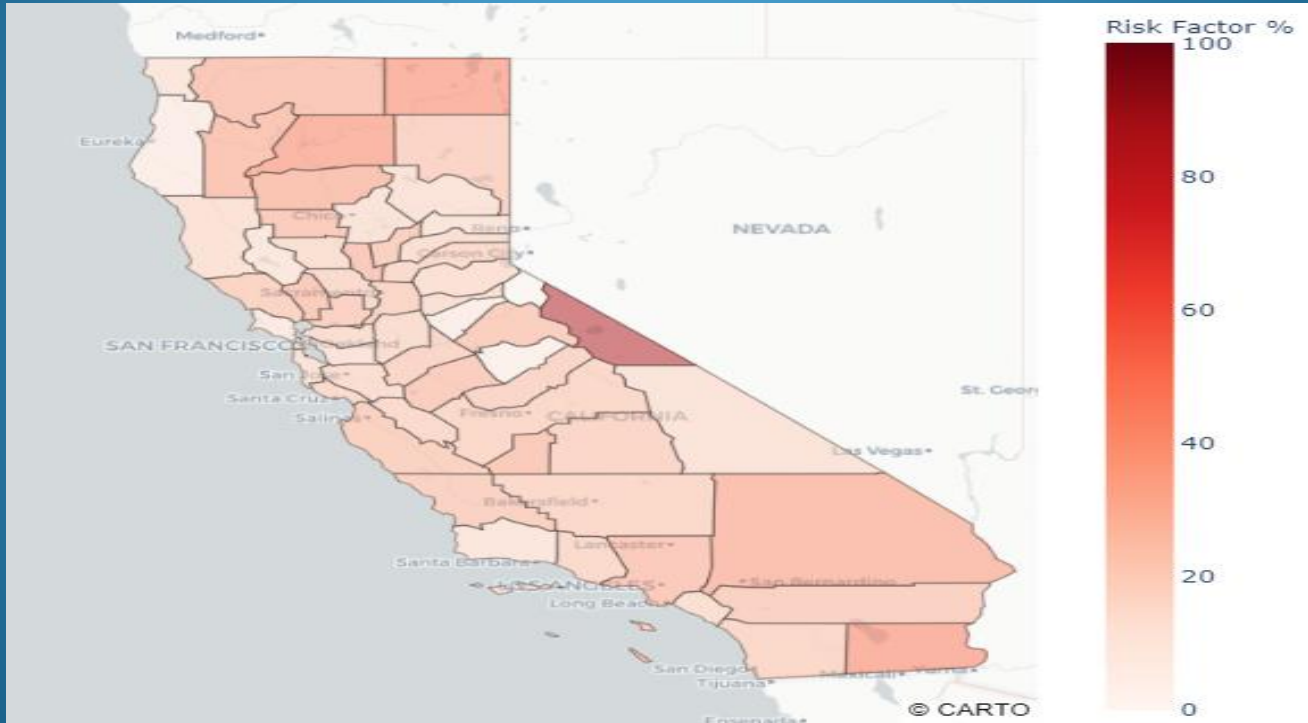 Risk Factor %
100
80
60
40
20
0
Medford
Eureka
Chico
Reno
Carson City
NEVADA
Sacramento
SAN FRANCISCO
Oakland
San Jose
Santa Cruz
Salinas
Fresno
CALIFORNIA
St. Georg
Las Vegas
Bakersfield
Lancaster
Santa Barbara
LOS ANGELES
San Bernardino
Long Beach
San Diego
Tijuana
Mexicali
Yuma
Ensenada
© CARTO